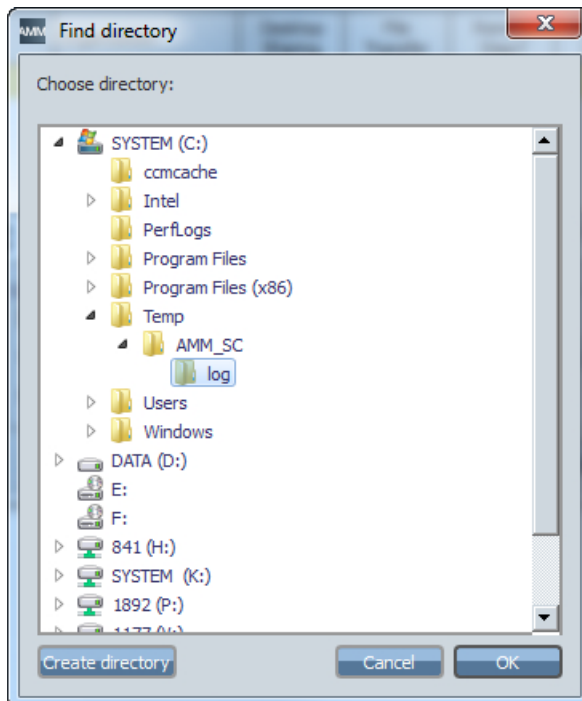 AMM Find directory
Choose directory:
SYSTEM (C:)
ccmcache
Intel
PerfLogs
Program Files
Program Files (x86)
Temp
AMM_SC
log
Users
Windows
DATA (D:)
E:
F:
841 (H:)
SYSTEM (K:)
1892 (P:)
Create directory Cancel OK